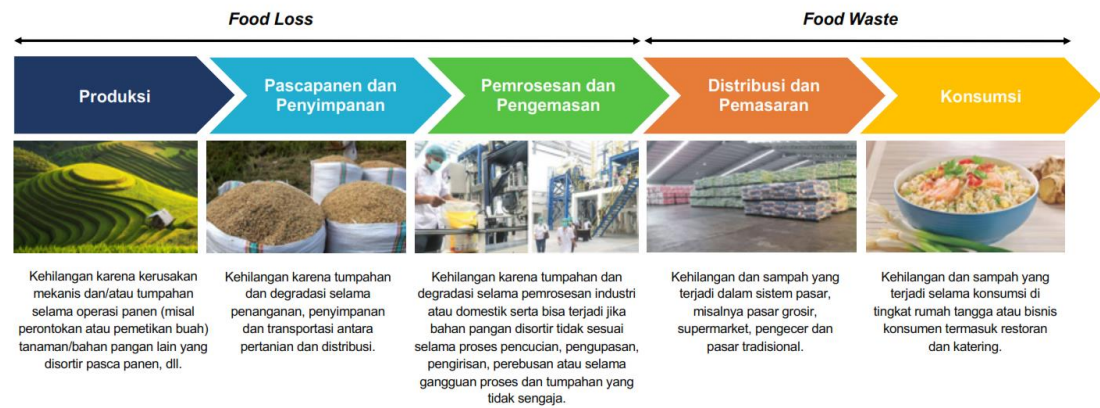 Food Loss
Food Waste
Produksi
Pascapanen dan
Penyimpanan
Pemrosesan dan
Pengemasan
Distribusi dan
Pemasaran
Konsumsi
Kehilangan karena kerusakan
mekanis dan/atau tumpahan
selama operasi panen (misal
perontokan atau pemetikan buah)
tanaman/bahan pangan lain yang
disortir pasca panen, dll.
Kehilangan karena tumpahan
dan degradasi selama
penanganan, penyimpanan
dan transportasi antara
pertanian dan distribusi.
Kehilangan karena tumpahan dan
degradasi selama pemrosesan industri
atau domestik serta bisa terjadi jika
bahan pangan disortir tidak sesuai
selama proses pencucian, pengupasan,
pengirisan, perebusan atau selama
gangguan proses dan tumpahan yang
tidak sengaja.
Kehilangan dan sampah yang
terjadi dalam sistem pasar,
misalnya pasar grosir,
supermarket, pengecer dan
pasar tradisional.
Kehilangan dan sampah yang
terjadi selama konsumsi di
tingkat rumah tangga atau bisnis
konsumen termasuk restoran
dan katering.